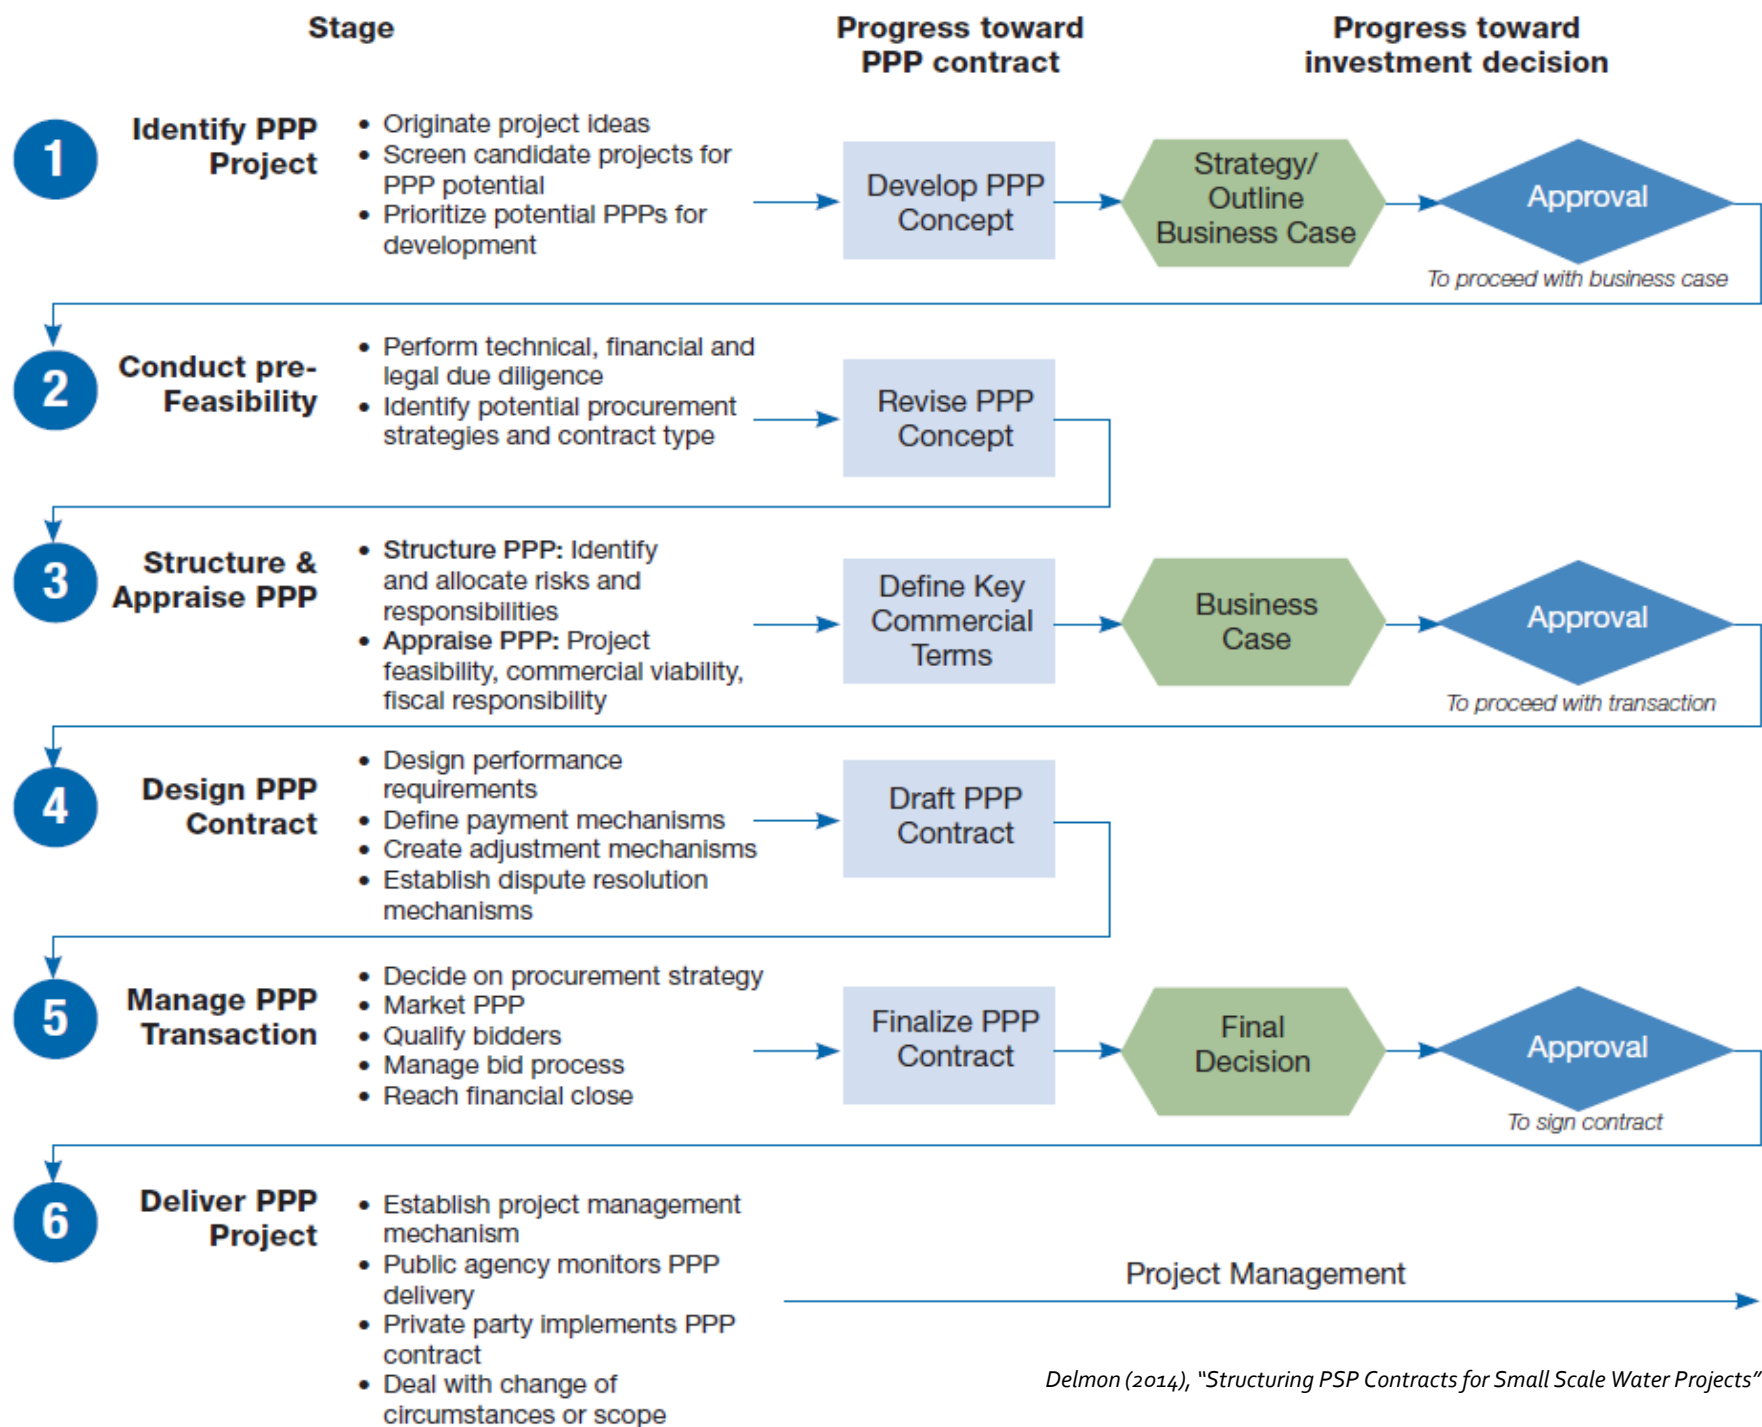 Stage
Progress toward
PPP contract
Progress toward
investment decision
1
Identify PPP
Project
• Originate project ideas
• Screen candidate projects for
PPP potential
• Prioritize potential PPPs for
development
Develop PPP
Concept
Strategy/
Outline
Business Case
Approval
To proceed with business case
2
Conduct pre-
Feasibility
• Perform technical, financial and
legal due diligence
• Identify potential procurement
strategies and contract type
Revise PPP
Concept
3
Structure &
Appraise PPP
• Structure PPP: Identify
and allocate risks and
responsibilities
• Appraise PPP: Project
feasibility, commercial viability,
fiscal responsibility
Define Key
Commercial
Terms
Business
Case
Approval
To proceed with transaction
4
Design PPP
Contract
• Design performance
requirements
• Define payment mechanisms
• Create adjustment mechanisms
• Establish dispute resolution
mechanisms
Draft PPP
Contract
5
Manage PPP
Transaction
• Decide on procurement strategy
• Market PPP
• Qualify bidders
• Manage bid process
• Reach financial close
Finalize PPP
Contract
Final
Decision
Approval
To sign contract
6
Deliver PPP
Project
• Establish project management
mechanism
• Public agency monitors PPP
delivery
• Private party implements PPP
contract
• Deal with change of
circumstances or scope
Project Management
Delmon (2014), “Structuring PSP Contracts for Small Scale Water Projects”